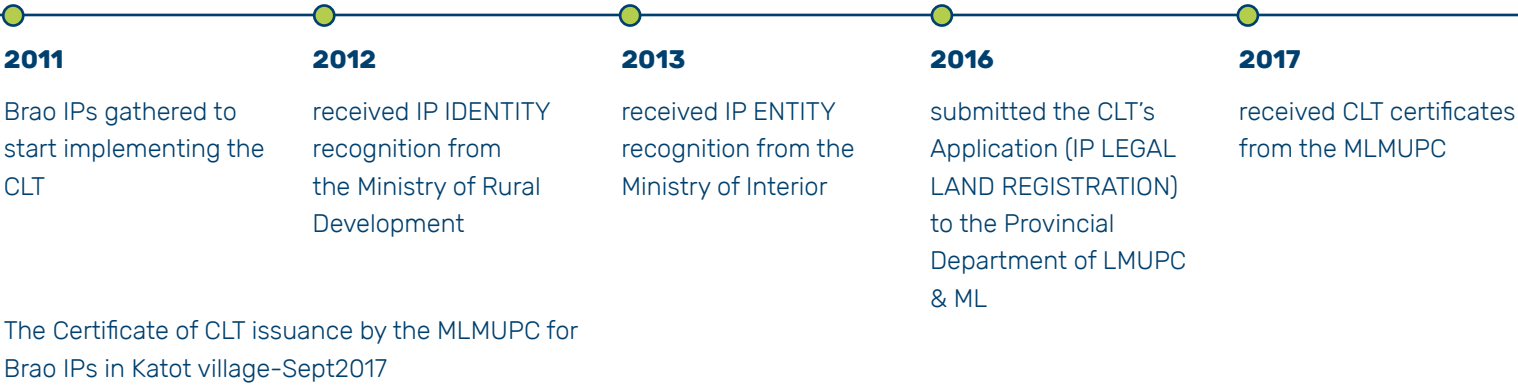 2011
Brao IPs gathered to
start implementing the
CLT
2012
received IP IDENTITY
recognition from
the Ministry of Rural
Development
2013
received IP ENTITY
recognition from the
Ministry of Interior
2016
submitted the CLT’s
Application (IP LEGAL
LAND REGISTRATION)
to the Provincial
Department of LMUPC
& ML
2017
received CLT certificates
from the MLMUPC
The Certificate of CLT issuance by the MLMUPC for
Brao IPs in Katot village-Sept2017